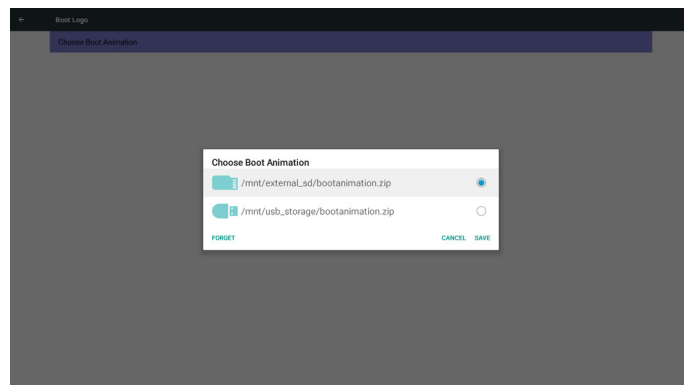 Boot Logo
Choose Boot Animation
Choose Boot Animation
/mnt/external_sd/bootanimation.zip
/mnt/usb_storage/bootanimation.zip
FORGET CANCEL SAVE